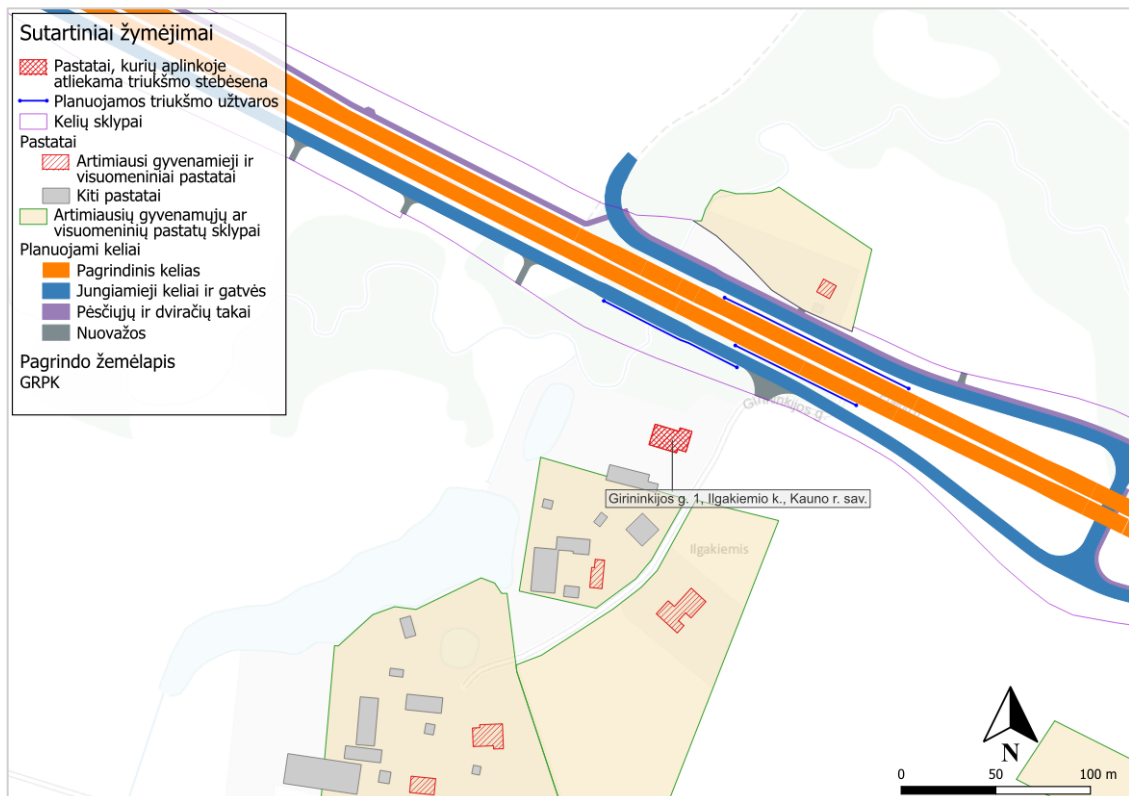 Sutartiniai žymėjimai
Pastatai, kurių aplinkoje
atliekama triukšmo stebėsena
Planuojamos triukšmo užtvaros
Kelių sklypai
Pastatai
Artimiausi gyvenamieji ir
visuomeniniai pastatai
Kiti pastatai
Artimiausių gyvenamųjų ar
visuomeninių pastatų sklypai
Planuojami keliai
Pagrindinis kelias
Jungiamieji keliai ir gatvės
Pėsčiųjų ir dviračių takai
Nuovažos
Pagrindo žemėlapis
GRPK
Girininkijos g.
Girininkijos g. 1, Ilgakiemio k., Kauno r. sav.
Ilgakiemis
N
0 50 100 m